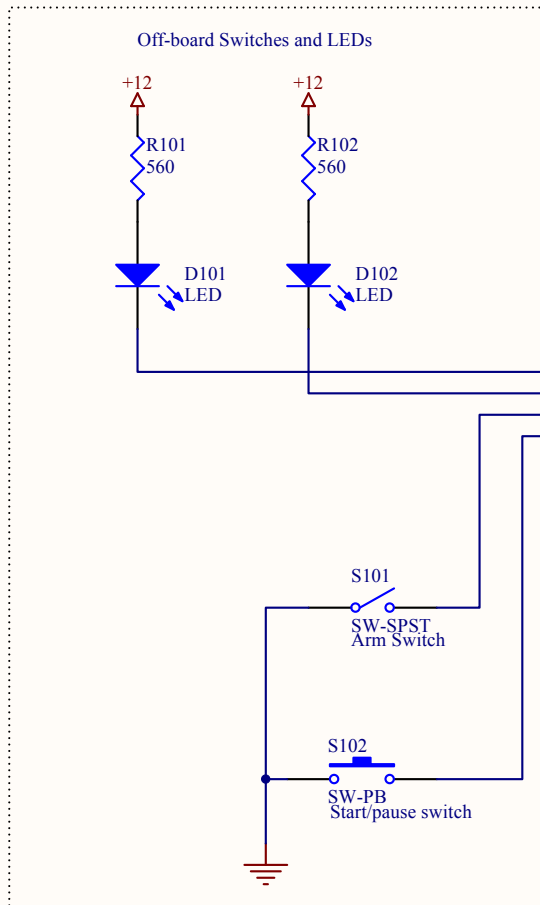 Off-board Switches and LEDs
+12
+12
R101
560
R102
560
D101
LED
D102
LED
S101
SW-SPST
Arm Switch
S102
SW-PB
Start/pause switch